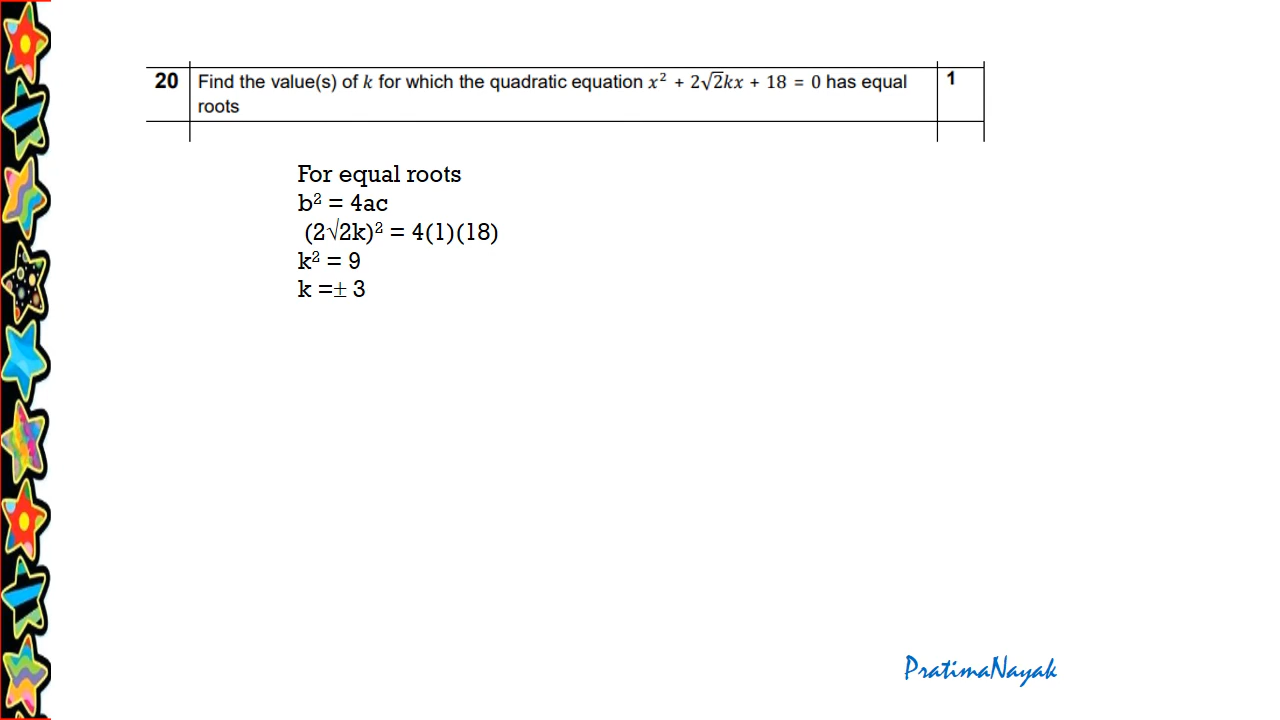 20 Find the value(s) of k for which the quadratic equation x² + 2√2kx + 18 = 0 has equal 1
roots
For equal roots
b² = 4ac
(2√2k)² = 4(1)(18)
k² = 9
k =± 3
PratimaNayak